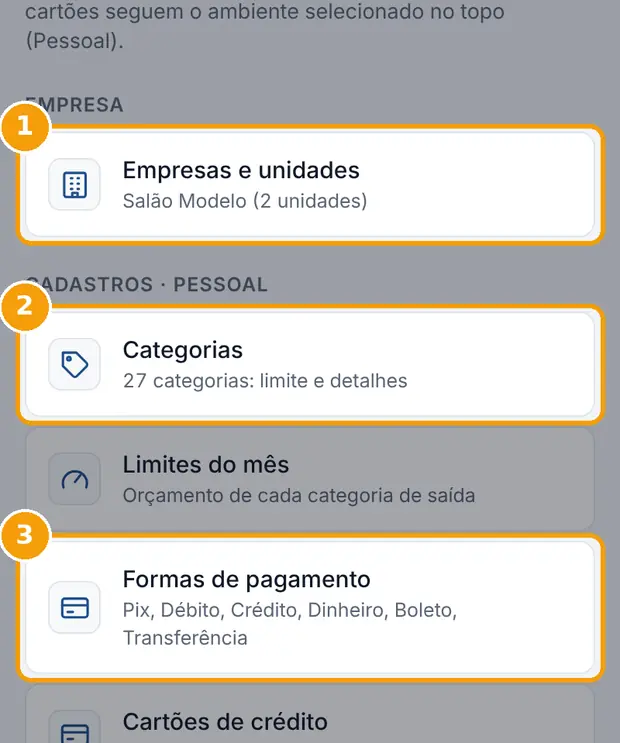 cartões seguem o ambiente selecionado no topo
(Pessoal).
EMPRESA
1
Empresas e unidades
Salão Modelo (2 unidades)
CADASTROS · PESSOAL
2
Categorias
27 categorias: limite e detalhes
Limites do mês
Orçamento de cada categoria de saída
3
Formas de pagamento
Pix, Débito, Crédito, Dinheiro, Boleto,
Transferência
Cartões de crédito